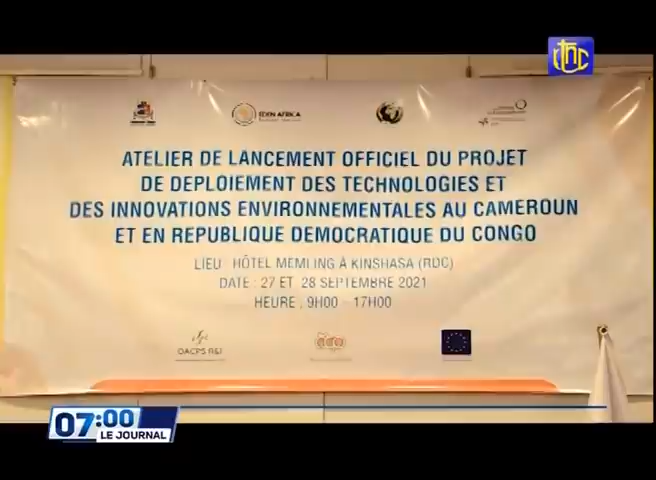 rtnc
EDEN AFRICA
ATELIER DE LANCEMENT OFFICIEL DU PROJET
DE DEPLOIEMENT DES TECHNOLOGIES ET
DES INNOVATIONS ENVIRONNEMENTALES AU CAMEROUN
ET EN REPUBLIQUE DEMOCRATIQUE DU CONGO
LIEU : HÔTEL MEMLING À KINSHASA (RDC)
DATE : 27 ET 28 SEPTEMBRE 2021
HEURE : 9H00 - 17H00
OACPS R&I
07:00
LE JOURNAL